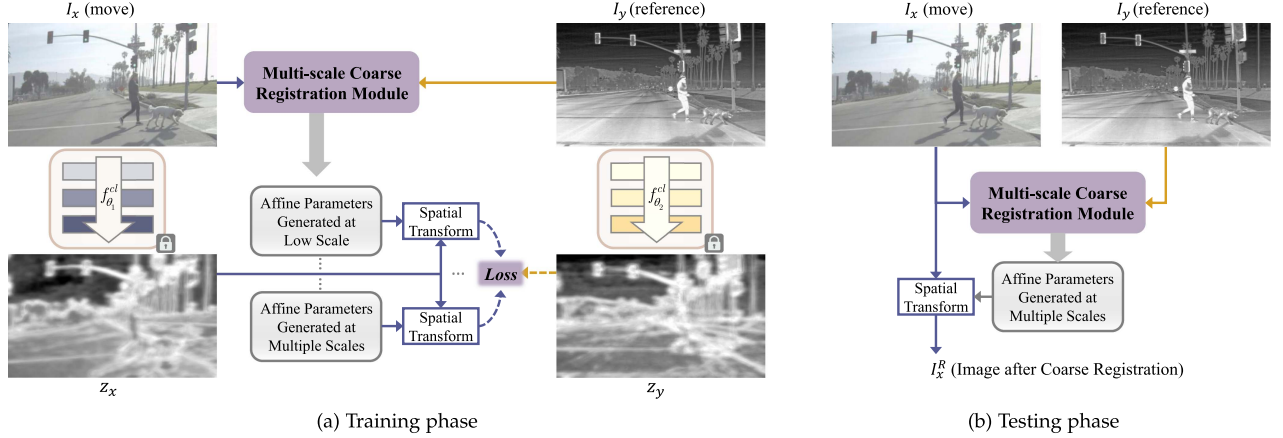 I_x (move)
I_y (reference)
Multi-scale Coarse
Registration Module
f^{cl}_{θ_1}
f^{cl}_{θ_2}
Affine Parameters
Generated at
Low Scale
Spatial
Transform
...
Loss
Affine Parameters
Generated at
Multiple Scales
Spatial
Transform
z_x
z_y
(a) Training phase
I_x (move)
I_y (reference)
Multi-scale Coarse
Registration Module
Spatial
Transform
Affine Parameters
Generated at
Multiple Scales
I_x^R (Image after Coarse Registration)
(b) Testing phase